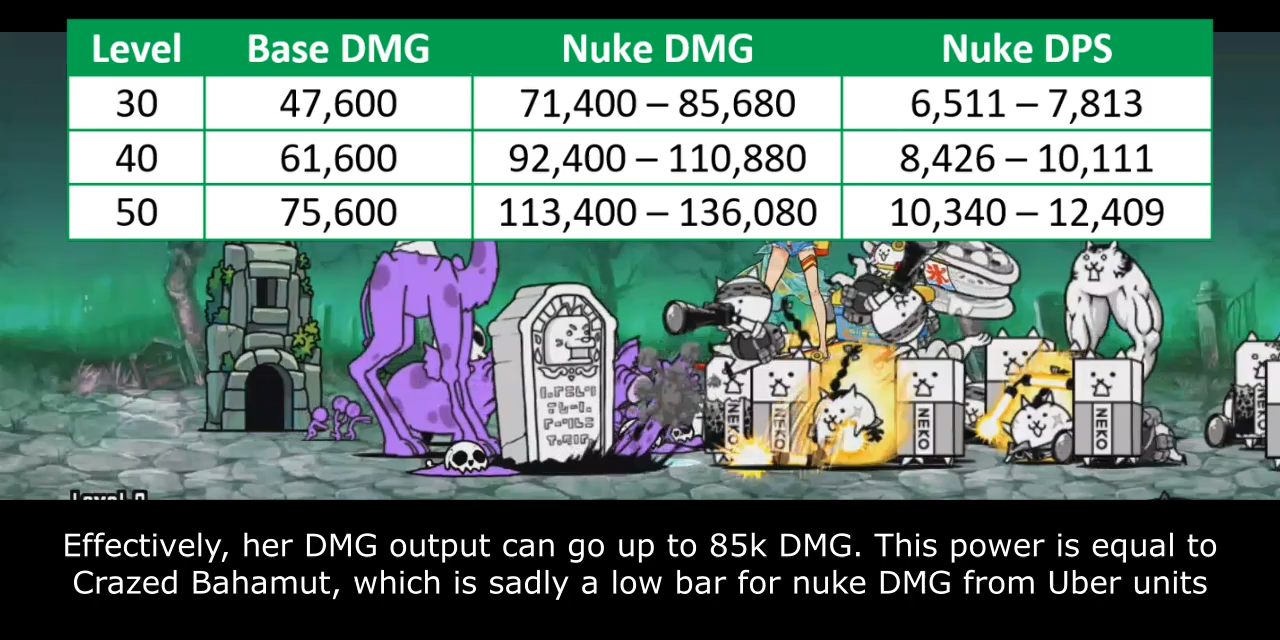 Level Base DMG Nuke DMG Nuke DPS
30 47,600 71,400 – 85,680 6,511 – 7,813
40 61,600 92,400 – 110,880 8,426 – 10,111
50 75,600 113,400 – 136,080 10,340 – 12,409
NEKO NEKO NEKO NEKO
Effectively, her DMG output can go up to 85k DMG. This power is equal to
Crazed Bahamut, which is sadly a low bar for nuke DMG from Uber units